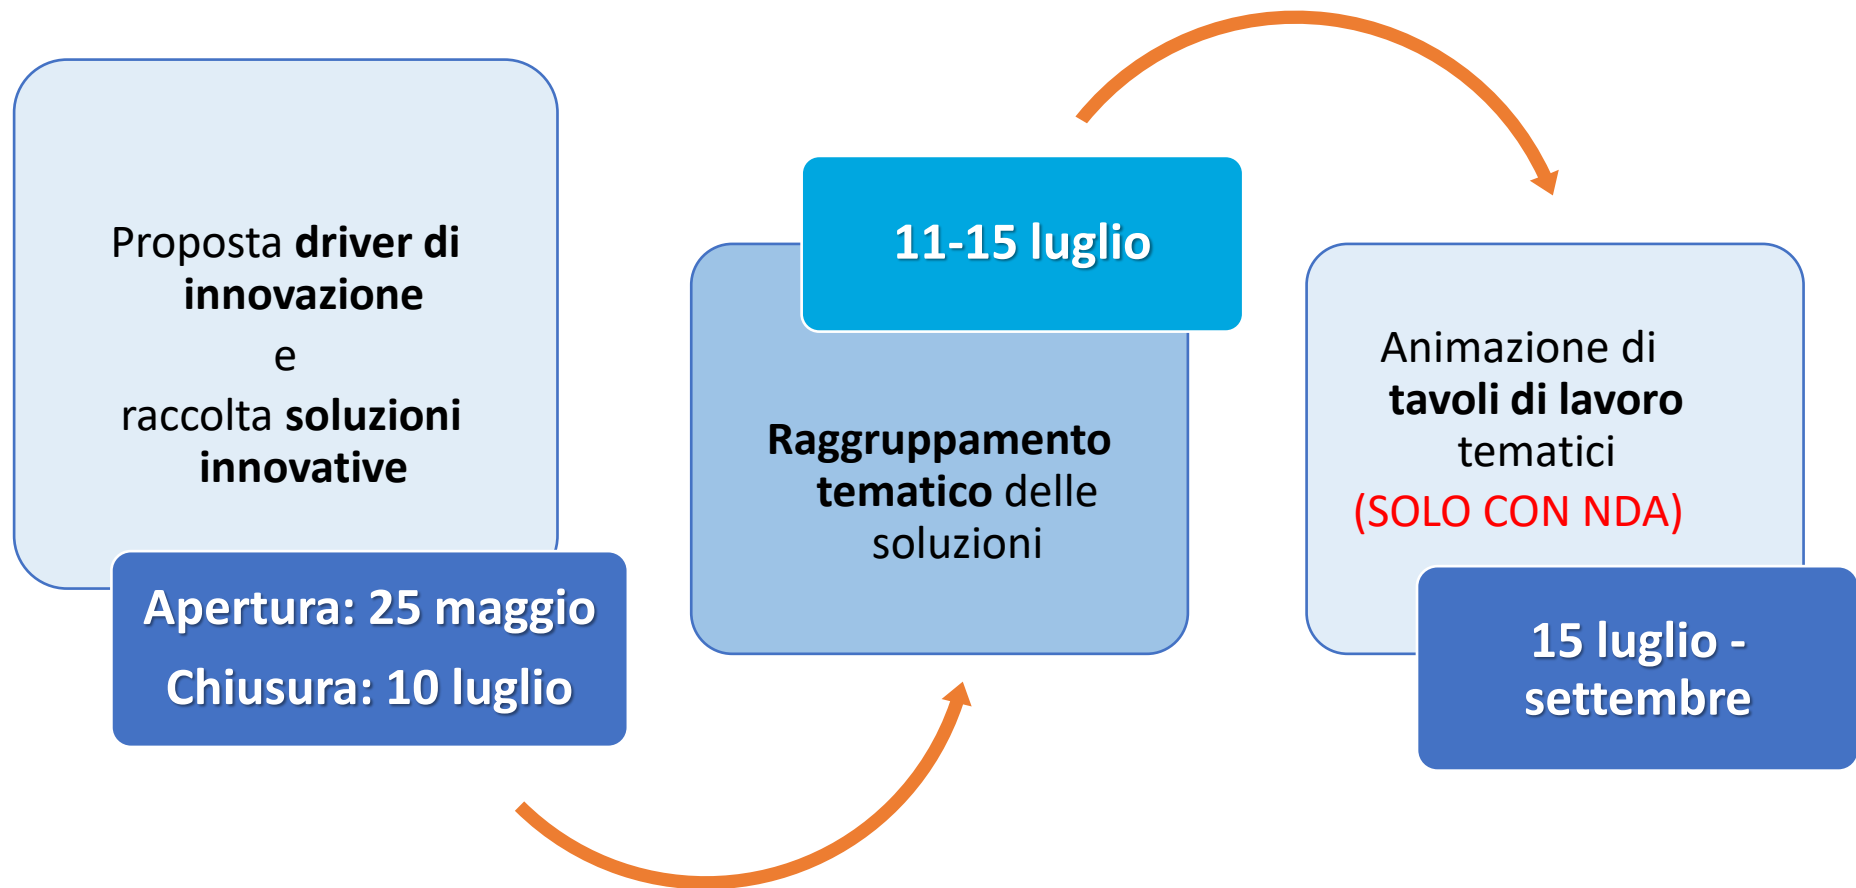 Proposta driver di
innovazione
e
raccolta soluzioni
innovative
Apertura: 25 maggio
Chiusura: 10 luglio
11-15 luglio
Raggruppamento
tematico delle
soluzioni
Animazione di
tavoli di lavoro
tematici
(SOLO CON NDA)
15 luglio -
settembre